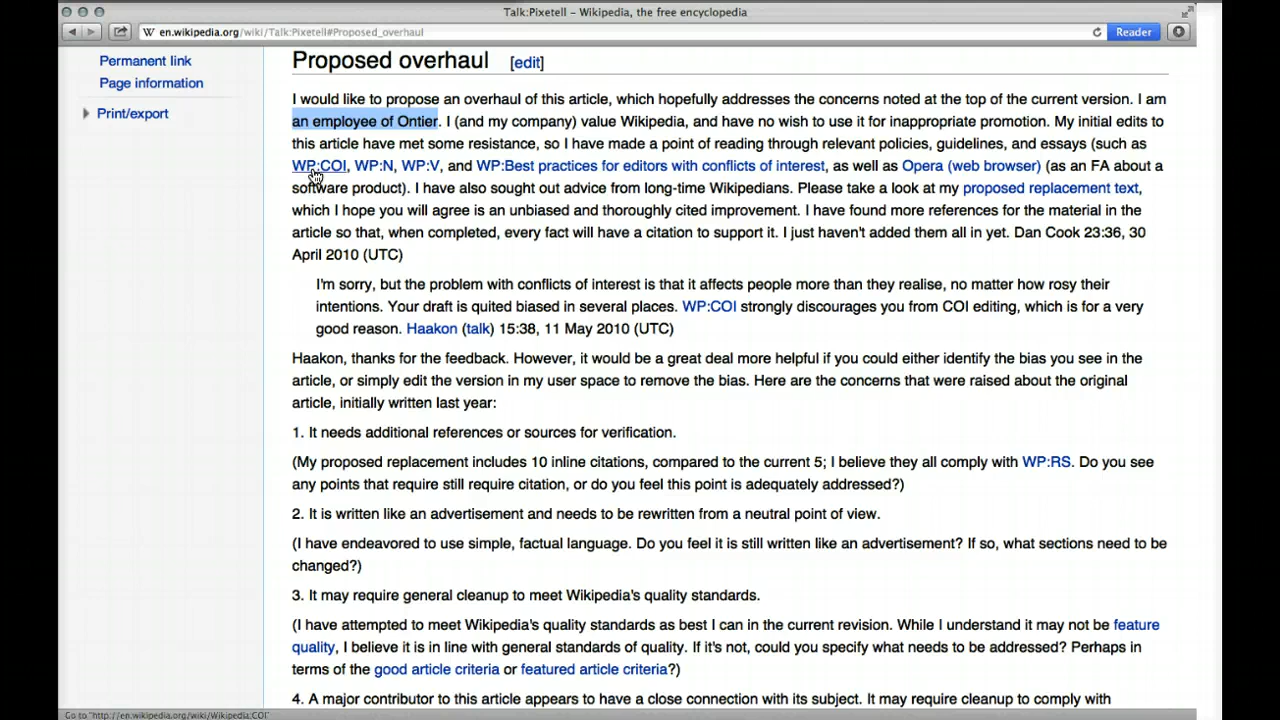 Talk:Pixetell – Wikipedia, the free encyclopedia
W en.wikipedia.org/wiki/Talk:Pixetell#Proposed_overhaul
Reader
Permanent link
Page information
Print/export
Proposed overhaul [edit]
I would like to propose an overhaul of this article, which hopefully addresses the concerns noted at the top of the current version. I am
an employee of Ontier. I (and my company) value Wikipedia, and have no wish to use it for inappropriate promotion. My initial edits to
this article have met some resistance, so I have made a point of reading through relevant policies, guidelines, and essays (such as
WP:COI, WP:N, WP:V, and WP:Best practices for editors with conflicts of interest, as well as Opera (web browser) (as an FA about a
software product). I have also sought out advice from long-time Wikipedians. Please take a look at my proposed replacement text,
which I hope you will agree is an unbiased and thoroughly cited improvement. I have found more references for the material in the
article so that, when completed, every fact will have a citation to support it. I just haven't added them all in yet. Dan Cook 23:36, 30
April 2010 (UTC)
I'm sorry, but the problem with conflicts of interest is that it affects people more than they realise, no matter how rosy their
intentions. Your draft is quited biased in several places. WP:COI strongly discourages you from COI editing, which is for a very
good reason. Haakon (talk) 15:38, 11 May 2010 (UTC)
Haakon, thanks for the feedback. However, it would be a great deal more helpful if you could either identify the bias you see in the
article, or simply edit the version in my user space to remove the bias. Here are the concerns that were raised about the original
article, initially written last year:
1. It needs additional references or sources for verification.
(My proposed replacement includes 10 inline citations, compared to the current 5; I believe they all comply with WP:RS. Do you see
any points that require still require citation, or do you feel this point is adequately addressed?)
2. It is written like an advertisement and needs to be rewritten from a neutral point of view.
(I have endeavored to use simple, factual language. Do you feel it is still written like an advertisement? If so, what sections need to be
changed?)
3. It may require general cleanup to meet Wikipedia's quality standards.
(I have attempted to meet Wikipedia's quality standards as best I can in the current revision. While I understand it may not be feature
quality, I believe it is in line with general standards of quality. If it's not, could you specify what needs to be addressed? Perhaps in
terms of the good article criteria or featured article criteria?)
4. A major contributor to this article appears to have a close connection with its subject. It may require cleanup to comply with
Go to "http://en.wikipedia.org/wiki/Wikipedia:COI"